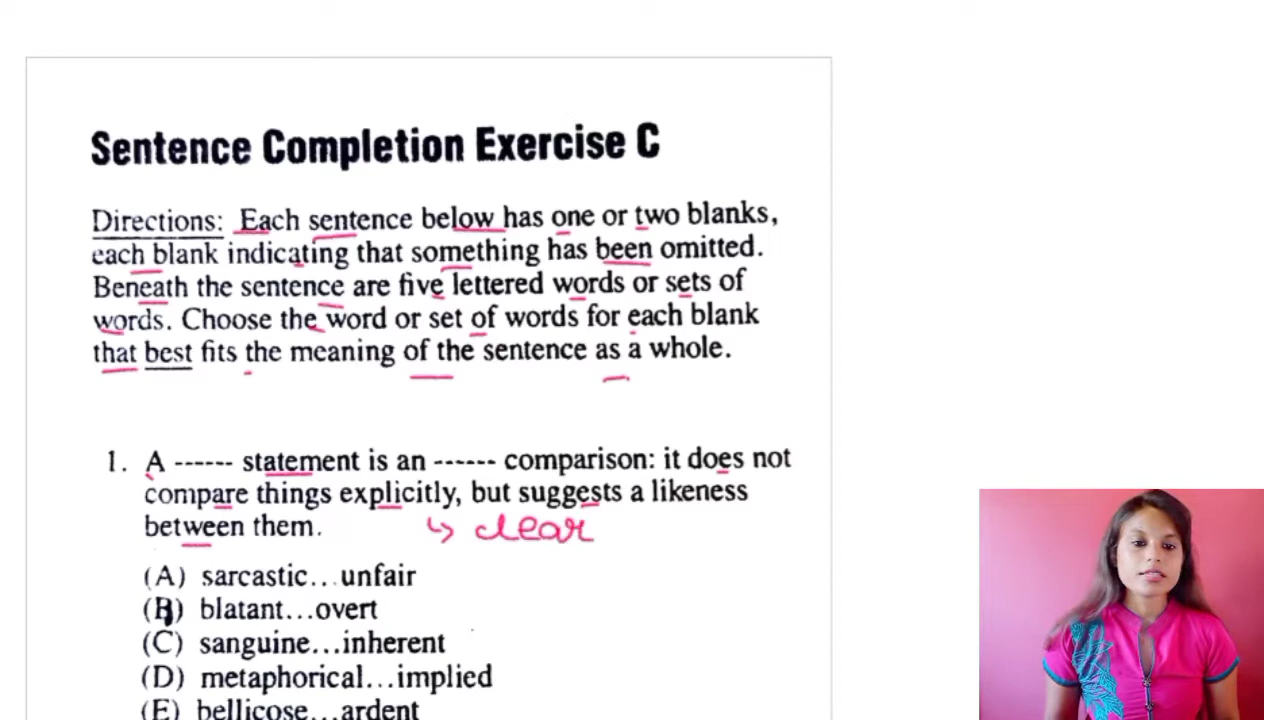 Sentence Completion Exercise C
Directions: Each sentence below has one or two blanks,
each blank indicating that something has been omitted.
Beneath the sentence are five lettered words or sets of
words. Choose the word or set of words for each blank
that best fits the meaning of the sentence as a whole.
1. A ------ statement is an ------ comparison: it does not
compare things explicitly, but suggests a likeness
between them.
↳ clear
(A) sarcastic...unfair
(B) blatant...overt
(C) sanguine...inherent
(D) metaphorical...implied
(E) bellicose...ardent